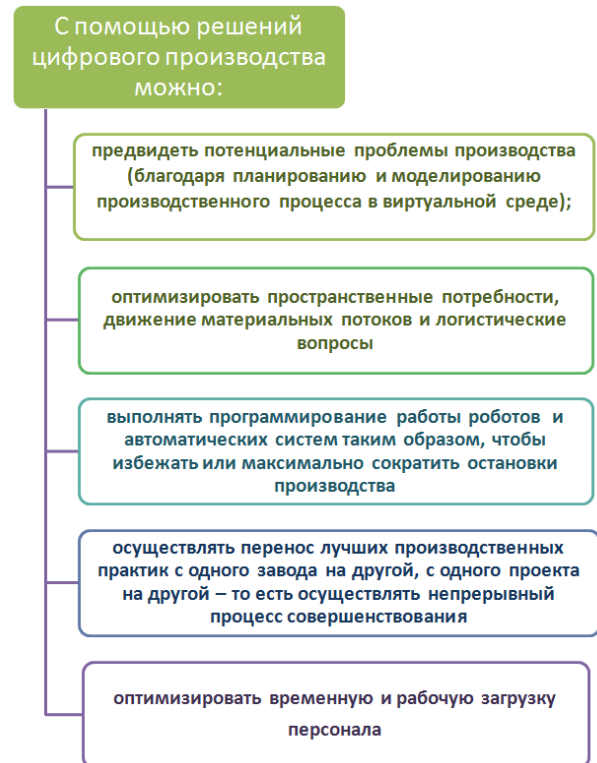 С помощью решений
цифрового производства
можно:
предвидеть потенциальные проблемы производства
(благодаря планированию и моделированию
производственного процесса в виртуальной среде);
оптимизировать пространственные потребности,
движение материальных потоков и логистические
вопросы
выполнять программирование работы роботов и
автоматических систем таким образом, чтобы
избежать или максимально сократить остановки
производства
осуществлять перенос лучших производственных
практик с одного завода на другой, с одного проекта
на другой – то есть осуществлять непрерывный
процесс совершенствования
оптимизировать временную и рабочую загрузку
персонала